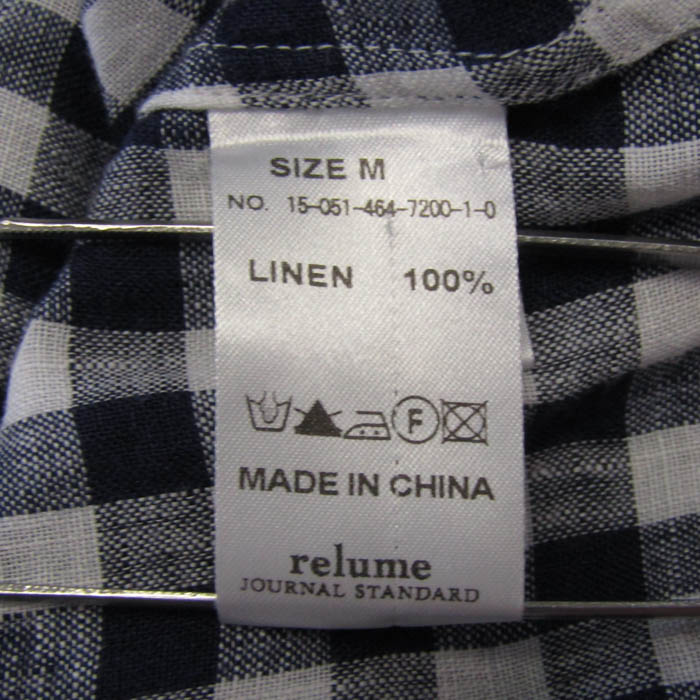 SIZE M
NO. 15-051-464-7200-1-0
LINEN 100%
F
MADE IN CHINA
relume
JOURNAL STANDARD